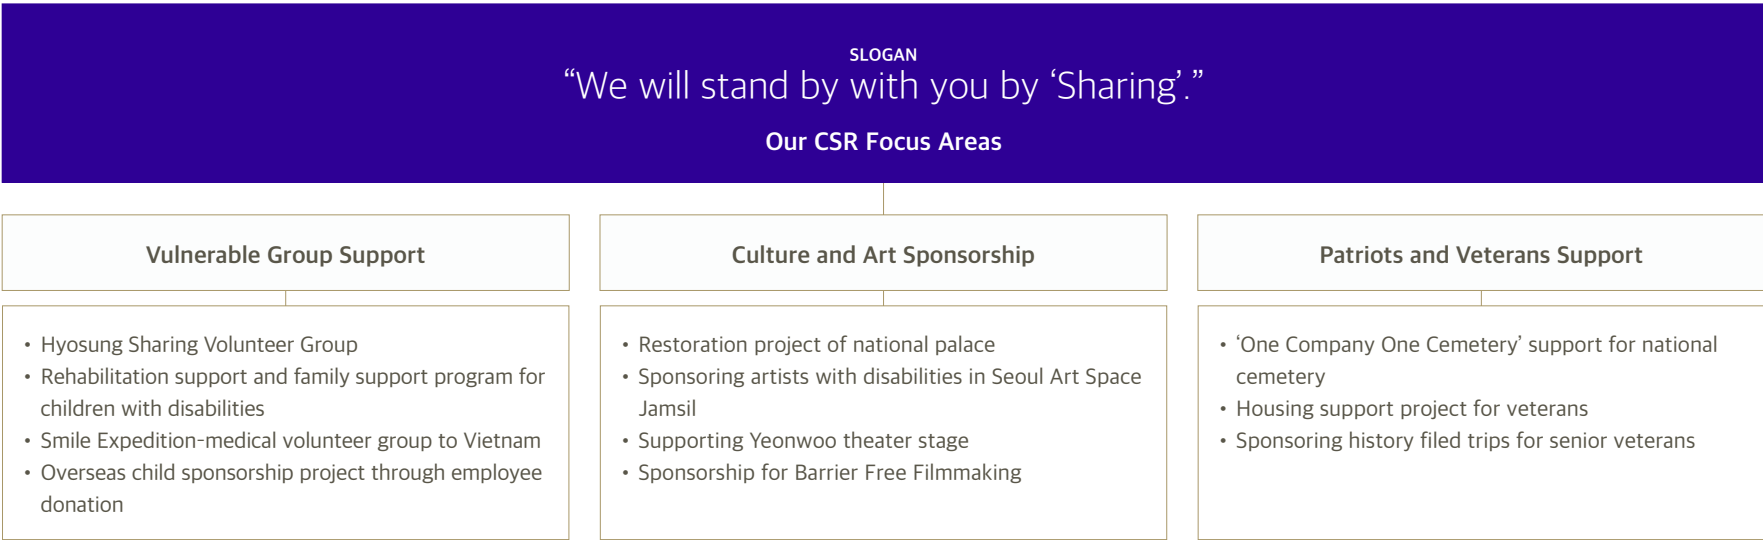 SLOGAN
“We will stand by with you by ‘Sharing’.”
Our CSR Focus Areas
Vulnerable Group Support
• Hyosung Sharing Volunteer Group
• Rehabilitation support and family support program for
children with disabilities
• Smile Expedition-medical volunteer group to Vietnam
• Overseas child sponsorship project through employee
donation
Culture and Art Sponsorship
• Restoration project of national palace
• Sponsoring artists with disabilities in Seoul Art Space
Jamsil
• Supporting Yeonwoo theater stage
• Sponsorship for Barrier Free Filmmaking
Patriots and Veterans Support
• ‘One Company One Cemetery’ support for national
cemetery
• Housing support project for veterans
• Sponsoring history filed trips for senior veterans